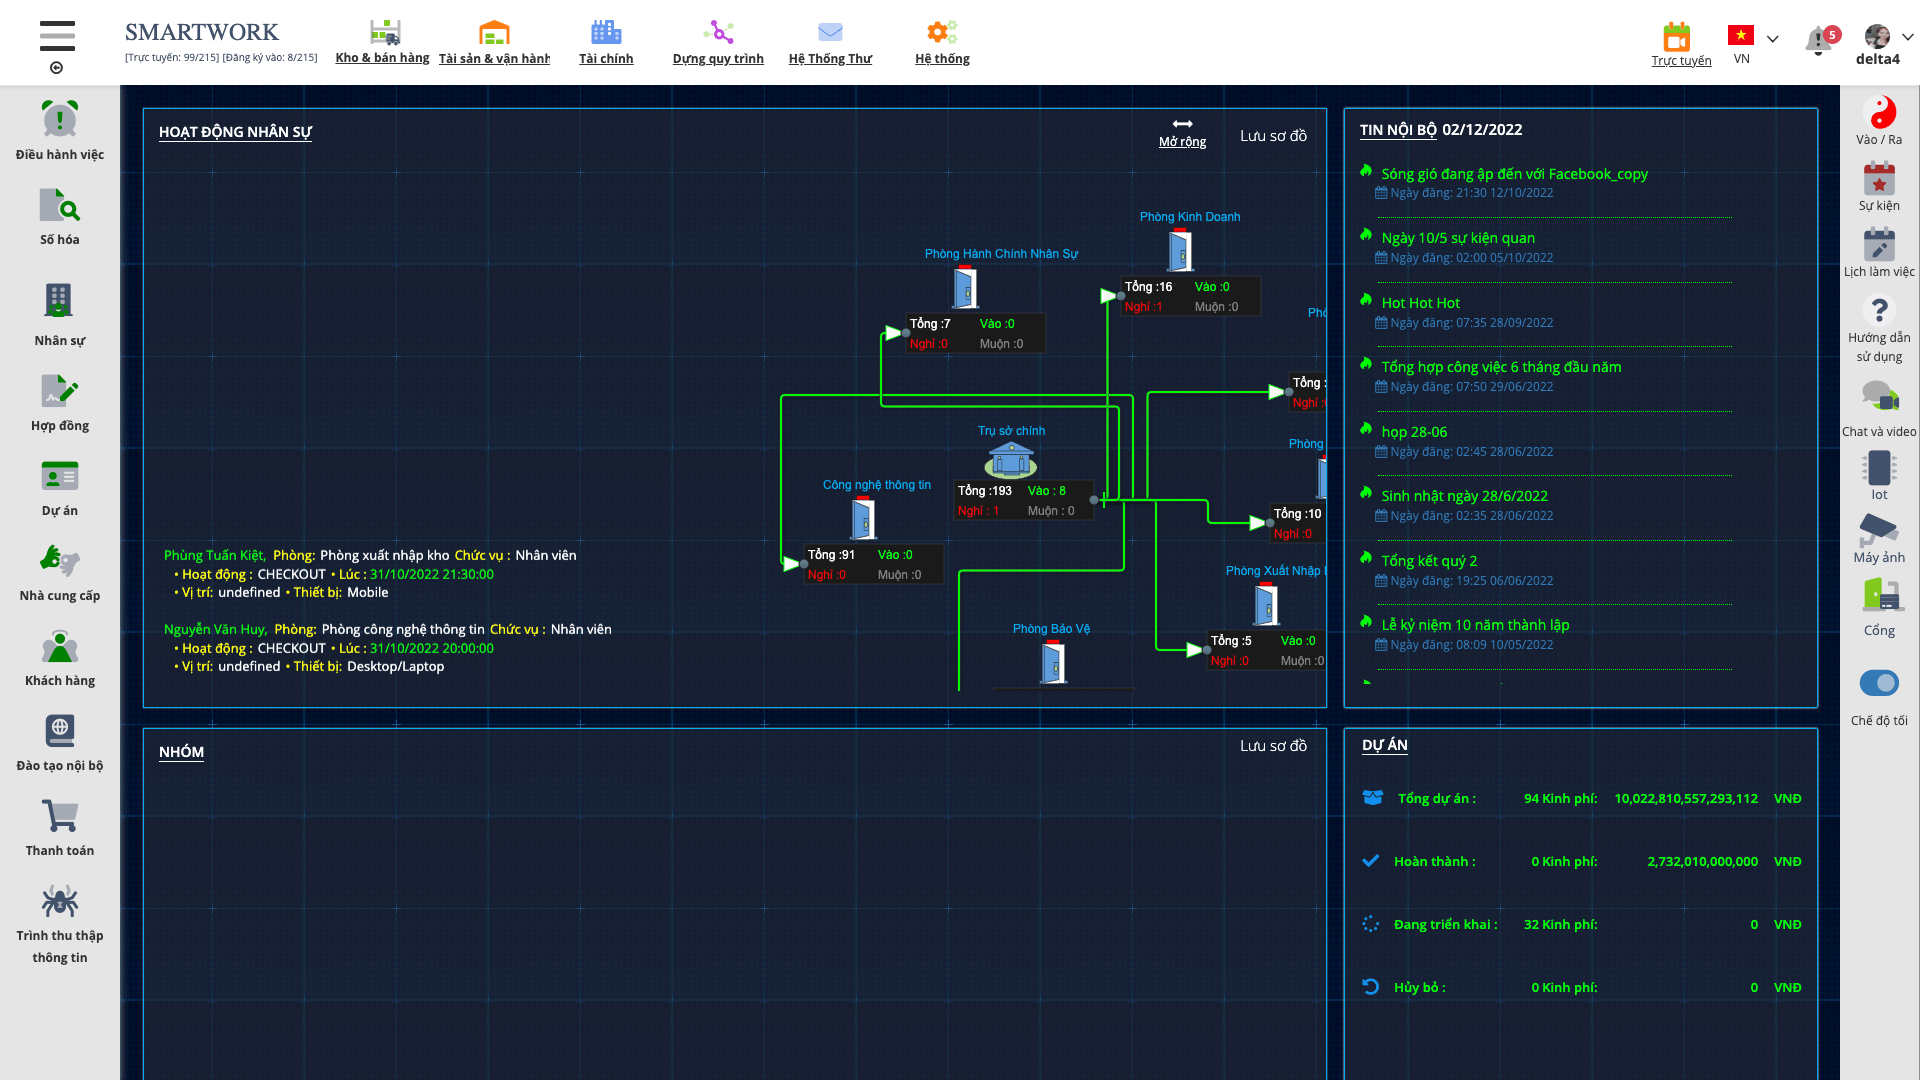 SMARTWORK
[Trực tuyến: 99/215] [Đăng ký vào: 8/215]
Kho & bán hàng
Tài sản & vận hành
Tài chính
Dựng quy trình
Hệ Thống Thư
Hệ thống
Trực tuyến
VN
5
delta4
Điều hành việc
Số hóa
Nhân sự
Hợp đồng
Dự án
Nhà cung cấp
Khách hàng
Đào tạo nội bộ
Thanh toán
Trình thu thập
thông tin
HOẠT ĐỘNG NHÂN SỰ
Mở rộng
Lưu sơ đồ
Phòng Kinh Doanh
Tổng :16 Vào :0
Nghỉ :1 Muộn :0
Phòng Hành Chính Nhân Sự
Tổng :7 Vào :0
Nghỉ :0 Muộn :0
Tổng :
Nghỉ :
Trụ sở chính
Tổng :193 Vào : 8
Nghỉ : 1 Muộn : 0
Phòng
Tổng :10
Nghỉ :0
Công nghệ thông tin
Tổng :91 Vào :0
Nghỉ :0 Muộn :0
Phòng Xuất Nhập
Tổng :5 Vào :0
Nghỉ :0 Muộn :0
Phòng Bảo Vệ
Phùng Tuấn Kiệt, Phòng: Phòng xuất nhập kho Chức vụ : Nhân viên
• Hoạt động : CHECKOUT • Lúc : 31/10/2022 21:30:00
• Vị trí: undefined • Thiết bị: Mobile
Nguyễn Văn Huy, Phòng: Phòng công nghệ thông tin Chức vụ : Nhân viên
• Hoạt động : CHECKOUT • Lúc : 31/10/2022 20:00:00
• Vị trí: undefined • Thiết bị: Desktop/Laptop
TIN NỘI BỘ 02/12/2022
Sóng gió đang ập đến với Facebook_copy
Ngày đăng: 21:30 12/10/2022
Ngày 10/5 sự kiện quan
Ngày đăng: 02:00 05/10/2022
Hot Hot Hot
Ngày đăng: 07:35 28/09/2022
Tổng hợp công việc 6 tháng đầu năm
Ngày đăng: 07:50 29/06/2022
họp 28-06
Ngày đăng: 02:45 28/06/2022
Sinh nhật ngày 28/6/2022
Ngày đăng: 02:35 28/06/2022
Tổng kết quý 2
Ngày đăng: 19:25 06/06/2022
Lễ kỷ niệm 10 năm thành lập
Ngày đăng: 08:09 10/05/2022
NHÓM
Lưu sơ đồ
DỰ ÁN
Tổng dự án : 94 Kinh phí: 10,022,810,557,293,112 VNĐ
Hoàn thành : 0 Kinh phí: 2,732,010,000,000 VNĐ
Đang triển khai : 32 Kinh phí: 0 VNĐ
Hủy bỏ : 0 Kinh phí: 0 VNĐ
Vào / Ra
Sự kiện
Lịch làm việc
Hướng dẫn
sử dụng
Chat và video
Iot
Máy ảnh
Cổng
Chế độ tối